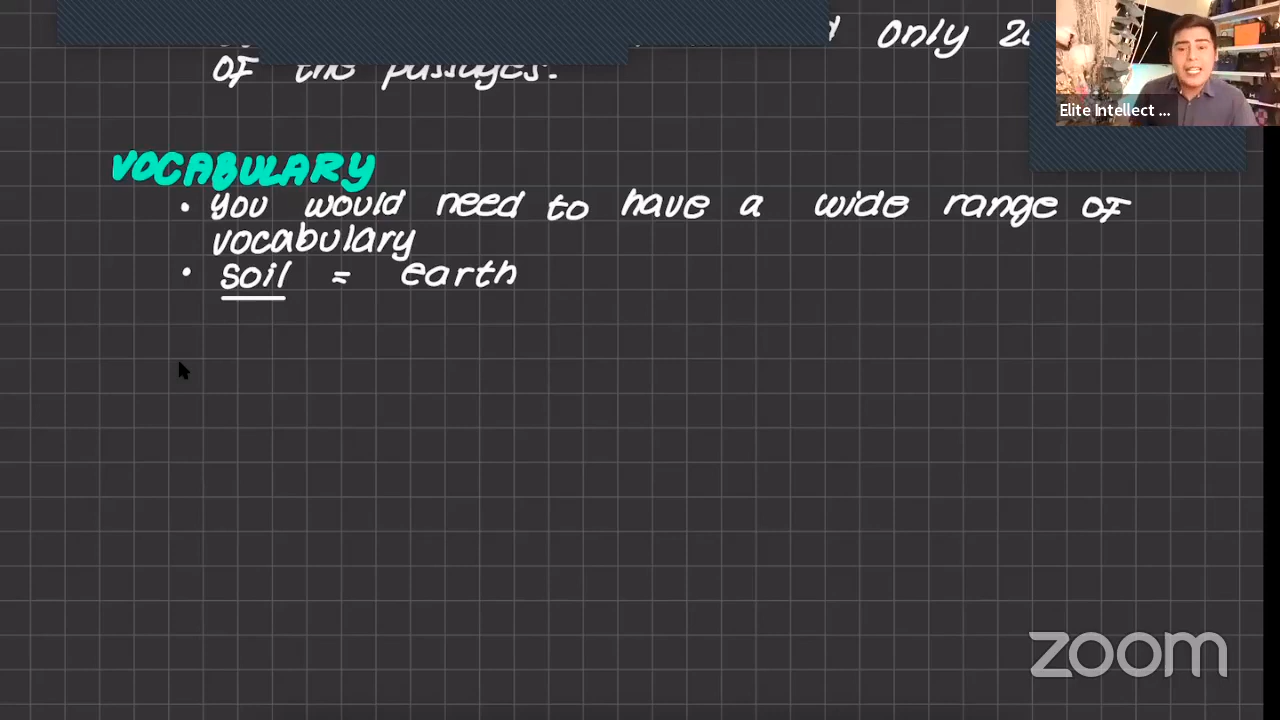 only
of the passages.
Elite Intellect ...
VOCABULARY
• you would need to have a wide range of
vocabulary
• soil = earth
zoom